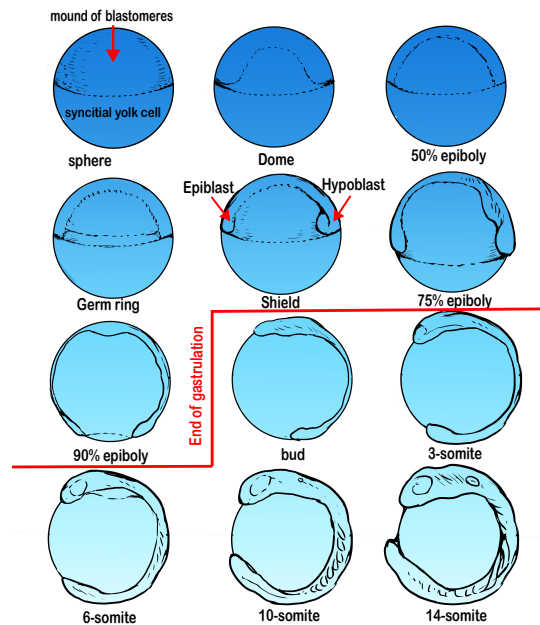 mound of blastomeres
syncitial yolk cell
sphere
Dome
50% epiboly
Epiblast
Hypoblast
Germ ring
Shield
75% epiboly
End of gastrulation
90% epiboly
bud
3-somite
6-somite
10-somite
14-somite